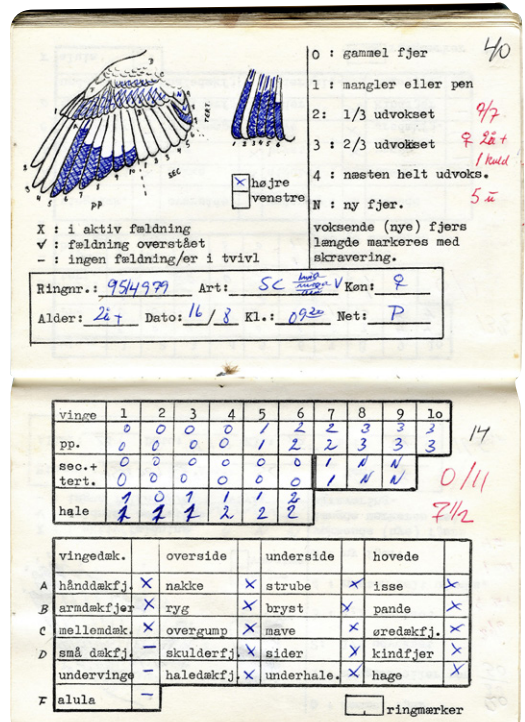 40
O : gammel fjer
1 : mangler eller pen
2: 1/3 udvokset
7/7
3 : 2/3 udvokset
♀ 2å+
1 kuld
4 : næsten helt udvoks.
5 ü
N : ny fjer.
voksende (nye) fjers
længde markeres med
skravering.
TERT.
SEC
PP
1 2 3 4 5 6
X højre
venstre
X : i aktiv fældning
√ : fældning overstået
- : ingen fældning/er i tvivl
Ringnr.: 9514979 Art: SC V Køn: ♀
Alder: 2å+ Dato: 16/8 Kl.: 09 30 Net: P
vinge 1 2 3 4 5 6 7 8 9 10
0 0 0 0 1 2 2 3 3 3
pp. 0 0 0 0 1 2 2 3 3 3
14
sec.+ 0 0 0 0 0 0 1 N N
tert. 0 0 0 0 0 0 1 N N
0/11
1 0 1 1 1 2
hale 1 1 1 2 2 2
7 1/2
vingedæk. overside underside hovede
A hånddækfj. X nakke X strube X isse X
B armdækfjer X ryg X bryst X pande X
C mellemdæk. X overgump X mave X øredækfj. X
D små dækfj. - skulderfj. X sider X kindfjer X
undervinge - haledækfj. X underhale. X hage X
F alula -
ringmærker